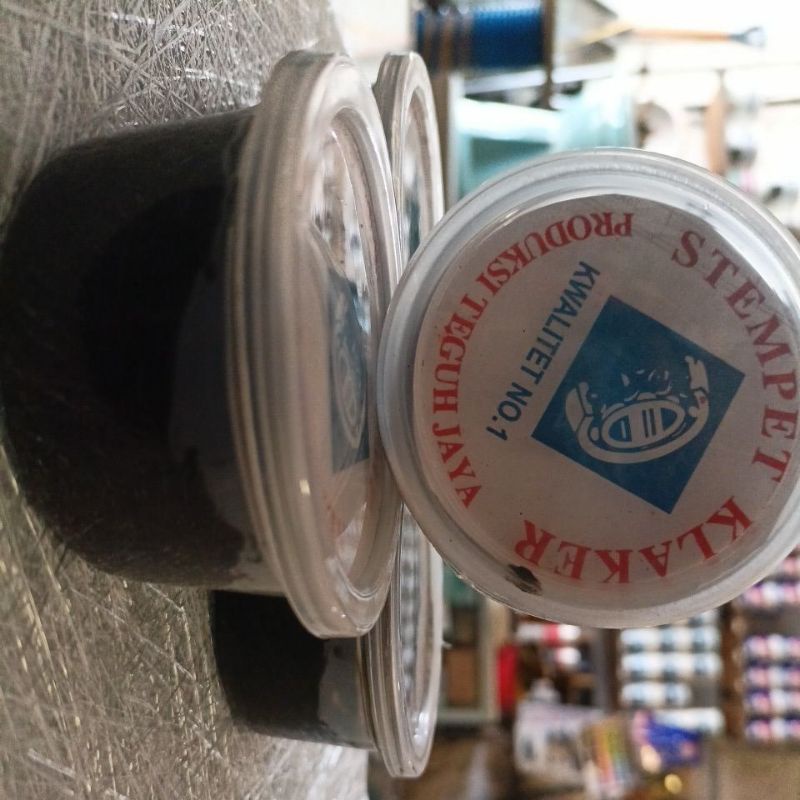 STEMPET KLAKER
KWALITET NO.1
PRODUKSI TEGUH JAYA